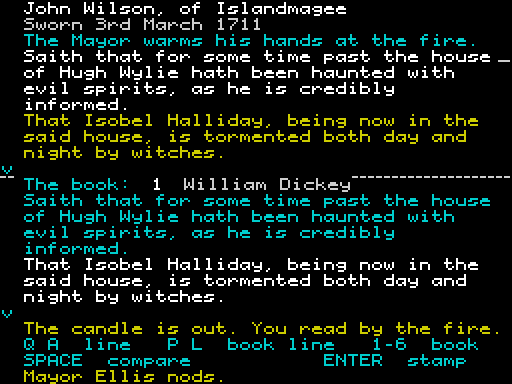 John Wilson, of Islandmagee
Sworn 3rd March 1711
The Mayor warms his hands at the fire.
Saith that for some time past the house
of Hugh Wylie hath been haunted with
evil spirits, as he is credibly
informed.
That Isobel Halliday, being now in the
said house, is tormented both day and
night by witches.
v
The book: 1 William Dickey
Saith that for some time past the house
of Hugh Wylie hath been haunted with
evil spirits, as he is credibly
informed.
That Isobel Halliday, being now in the
said house, is tormented both day and
night by witches.
v
The candle is out. You read by the fire.
Q A line P L book line 1-6 book
SPACE compare ENTER stamp
Mayor Ellis nods.